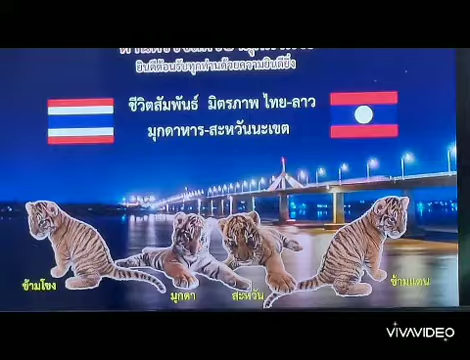 ยินดีต้อนรับทุกท่านด้วยความยินดียิ่ง
ชีวิตสัมพันธ์ มิตรภาพ ไทย-ลาว
มุกดาหาร-สะหวันนะเขต
ข้ามโขง
มุกดา
สะหวัน
ข้ามแดน
VIVAVIDEO